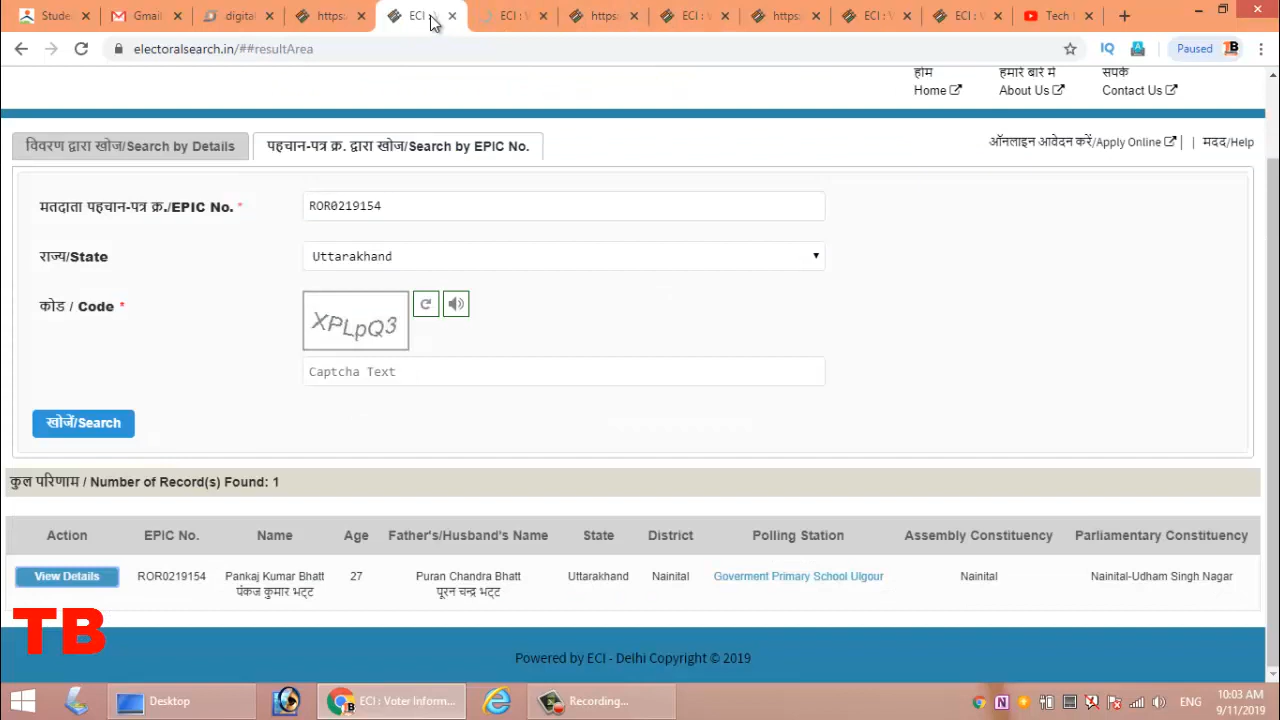 Stude
Gmail
digital
https:
ECI : V
ECI : V
https:
ECI : V
https:
ECI : V
ECI : V
Tech
electoralsearch.in/##resultArea
IQ
Paused
होम
हमारे बारे में
संपर्क
Home
About Us
Contact Us
विवरण द्वारा खोज/Search by Details
पहचान-पत्र क्र. द्वारा खोज/Search by EPIC No.
ऑनलाइन आवेदन करें/Apply Online | | मदद/Help
मतदाता पहचान-पत्र क्र./EPIC No. *
ROR0219154
राज्य/State
Uttarakhand
कोड / Code *
XPLpQ3
Captcha Text
खोजें/Search
कुल परिणाम / Number of Record(s) Found: 1
Action EPIC No. Name Age Father's/Husband's Name State District Polling Station Assembly Constituency Parliamentary Constituency
View Details ROR0219154 Pankaj Kumar Bhatt 27 Puran Chandra Bhatt Uttarakhand Nainital Goverment Primary School Ulgour Nainital Nainital-Udham Singh Nagar
पंकज कुमार भट्ट पूरन चन्द्र भट्ट
TB
Powered by ECI - Delhi Copyright © 2019
Desktop
ECI : Voter Inform...
Recording...
ENG
10:03 AM
9/11/2019